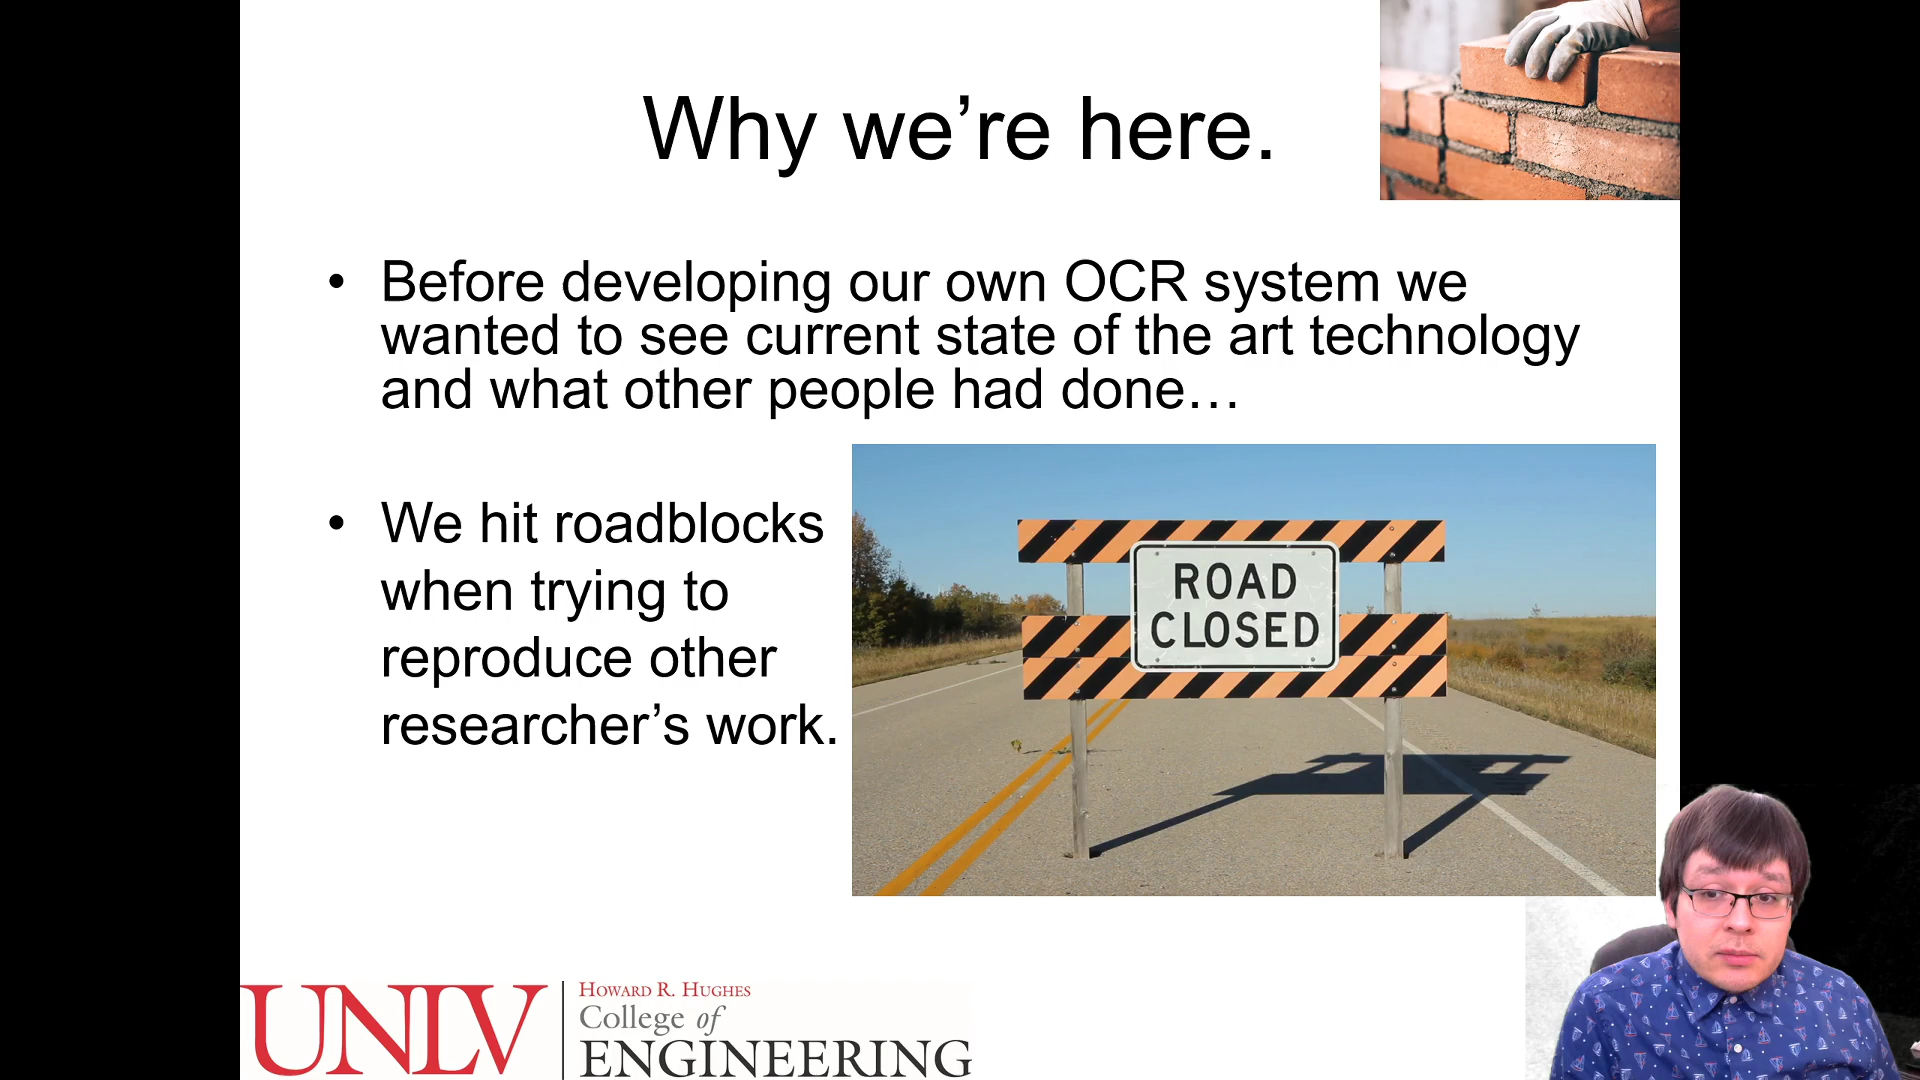 Why we’re here.
• Before developing our own OCR system we
wanted to see current state of the art technology
and what other people had done…
• We hit roadblocks
when trying to
reproduce other
researcher’s work.
ROAD
CLOSED
UNLV
HOWARD R. HUGHES
College of
ENGINEERING